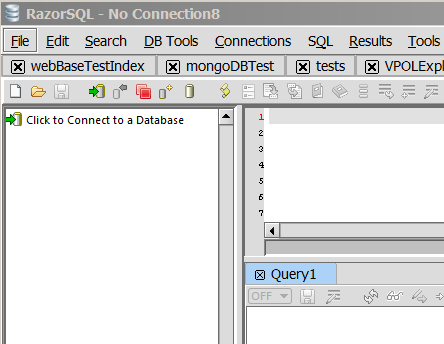 RazorSQL - No Connection8
File Edit Search DB Tools Connections SQL Results Tools
webBaseTestIndex mongoDBTest tests VPOLExpl
Click to Connect to a Database
1
2
3
4
5
6
7
Query1
OFF